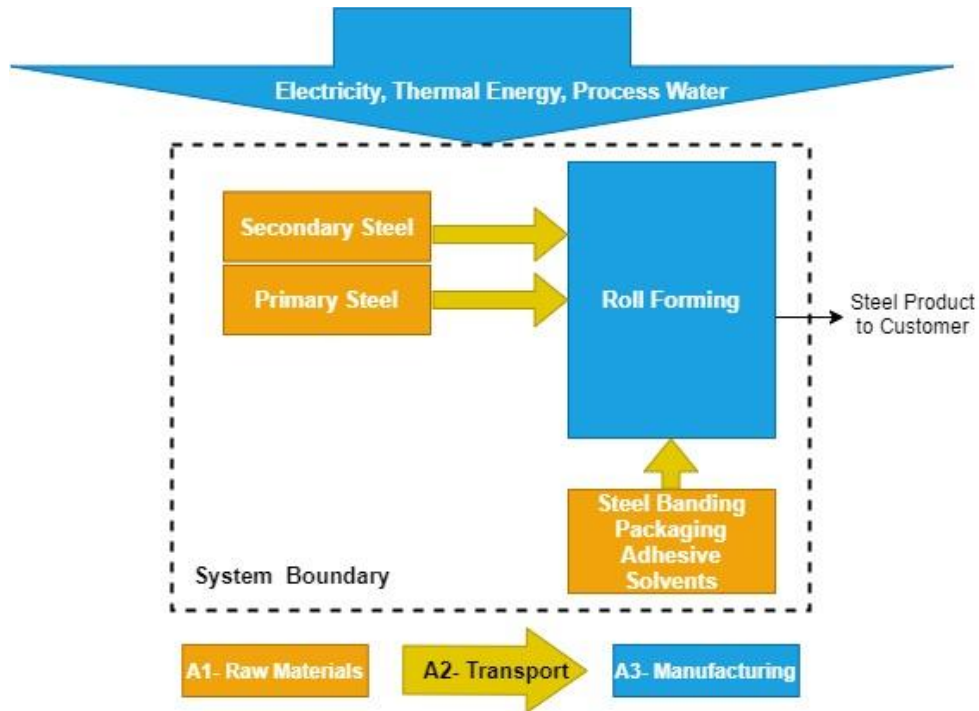 Electricity, Thermal Energy, Process Water
Secondary Steel
Primary Steel
Roll Forming
Steel Product
to Customer
Steel Banding
Packaging
Adhesive
Solvents
System Boundary
A1- Raw Materials
A2- Transport
A3- Manufacturing